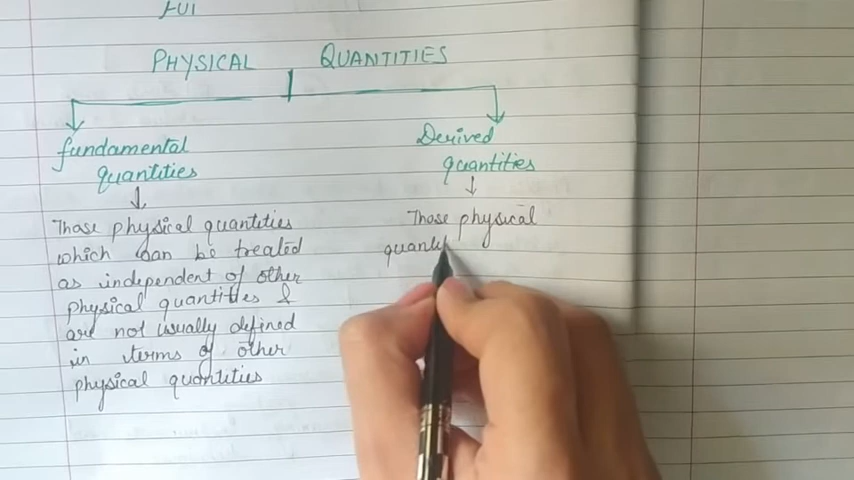 PHYSICAL QUANTITIES
fundamental
quantities
Those physical quantities
which can be treated
as independent of other
physical quantities &
are not usually defined
in terms of other
physical quantities
Derived
quantities
Those physical
quanti